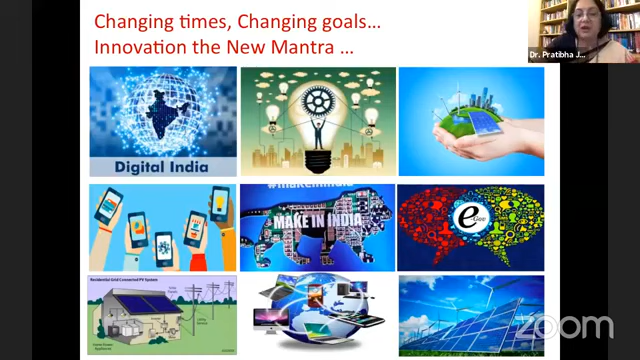 Changing times, Changing goals…
Innovation the New Mantra …
Dr. Pratibha J...
Digital India
#makeinindia
MAKE IN INDIA
e-Gov
Residential Grid-Connected PV System
zoom